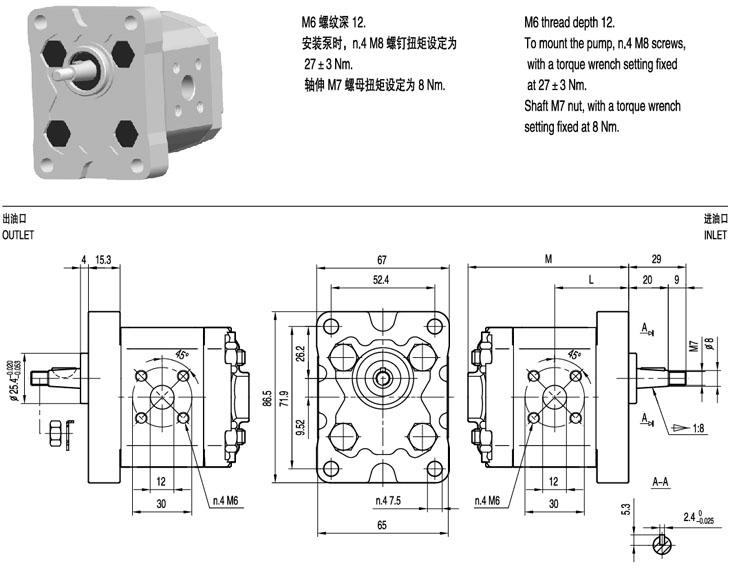 M6 螺纹深 12.
安装泵时，n.4 M8 螺钉扭矩设定为
27 ± 3 Nm.
轴伸 M7 螺母扭矩设定为 8 Nm.
M6 thread depth 12.
To mount the pump, n.4 M8 screws,
with a torque wrench setting fixed
at 27 ± 3 Nm.
Shaft M7 nut, with a torque wrench
setting fixed at 8 Nm.
出油口
OUTLET
进油口
INLET
4
15.3
ø 25.4 -0.020 -0.053
45°
12
30
n.4 M6
67
52.4
86.5
71.9
26.2
9.52
n.4 7.5
65
M
29
L
20
9
A
M7
ø 8
45°
A
1:8
12
30
n.4 M6
A–A
5.3
2.4 0 -0.025